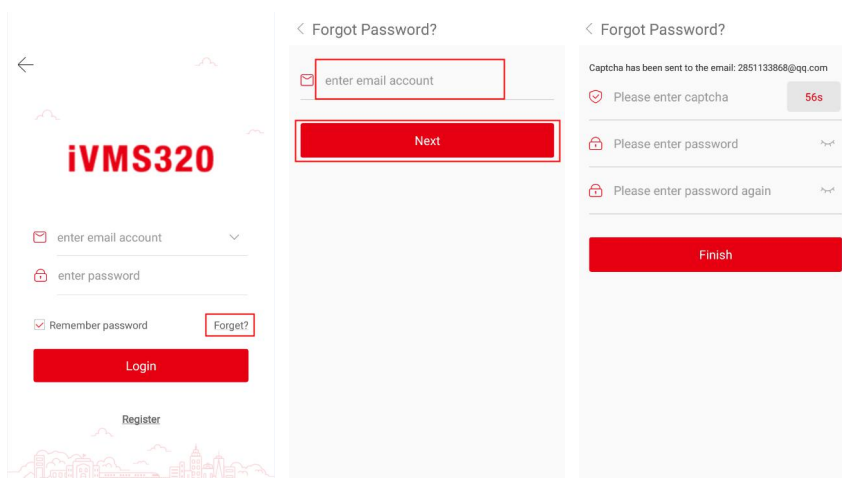 iVMS320
enter email account
enter password
Remember password
Forget?
Login
Register
Forgot Password?
enter email account
Next
Forgot Password?
Captcha has been sent to the email: 2851133868@qq.com
Please enter captcha
56s
Please enter password
Please enter password again
Finish